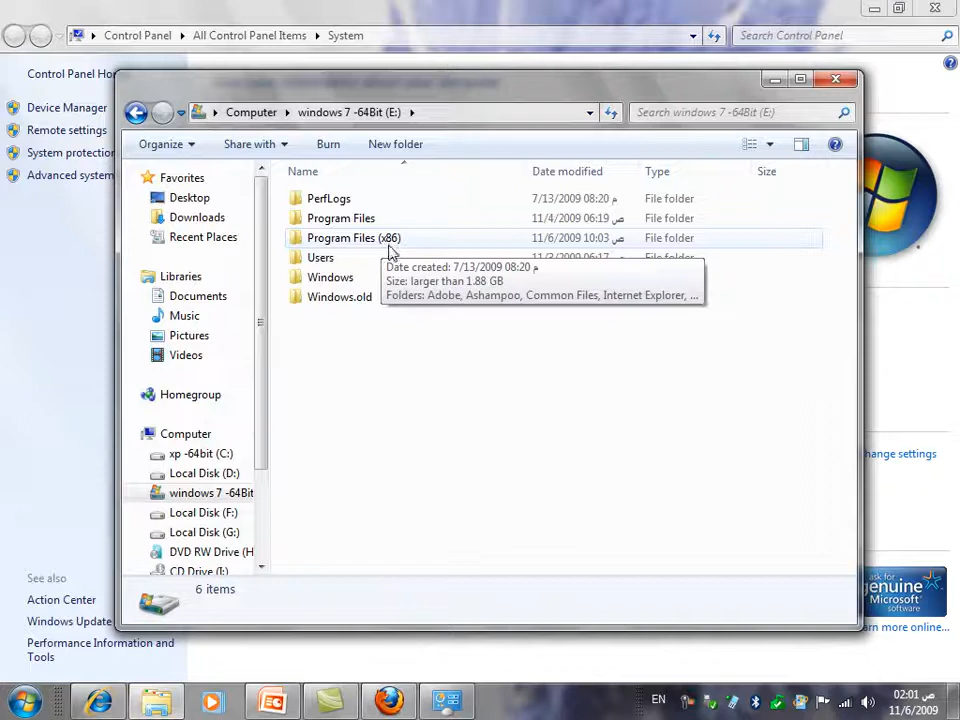 Control Panel All Control Panel Items System
Search Control Panel
Control Panel Ho
Device Manager
Remote settings
System protectio
Advanced system
See also
Action Center
Windows Update
Performance Information and
Tools
Computer windows 7 -64Bit (E:)
Search windows 7 -64Bit (E:)
Organize Share with Burn New folder
Favorites
Desktop
Downloads
Recent Places
Libraries
Documents
Music
Pictures
Videos
Homegroup
Computer
xp -64bit (C:)
Local Disk (D:)
windows 7 -64Bit
Local Disk (F:)
Local Disk (G:)
DVD RW Drive (H
CD Drive (I:)
Name Date modified Type Size
PerfLogs 7/13/2009 08:20 م File folder
Program Files 11/4/2009 06:19 ص File folder
Program Files (x86) 11/6/2009 10:03 ص File folder
Users 11/3/2009 06:17 File folder
Windows
Windows.old
Date created: 7/13/2009 08:20 م
Size: larger than 1.88 GB
Folders: Adobe, Ashampoo, Common Files, Internet Explorer, ...
6 items
hange settings
ask for
genuine
Microsoft
software
arn more online...
EN
02:01 ص
11/6/2009